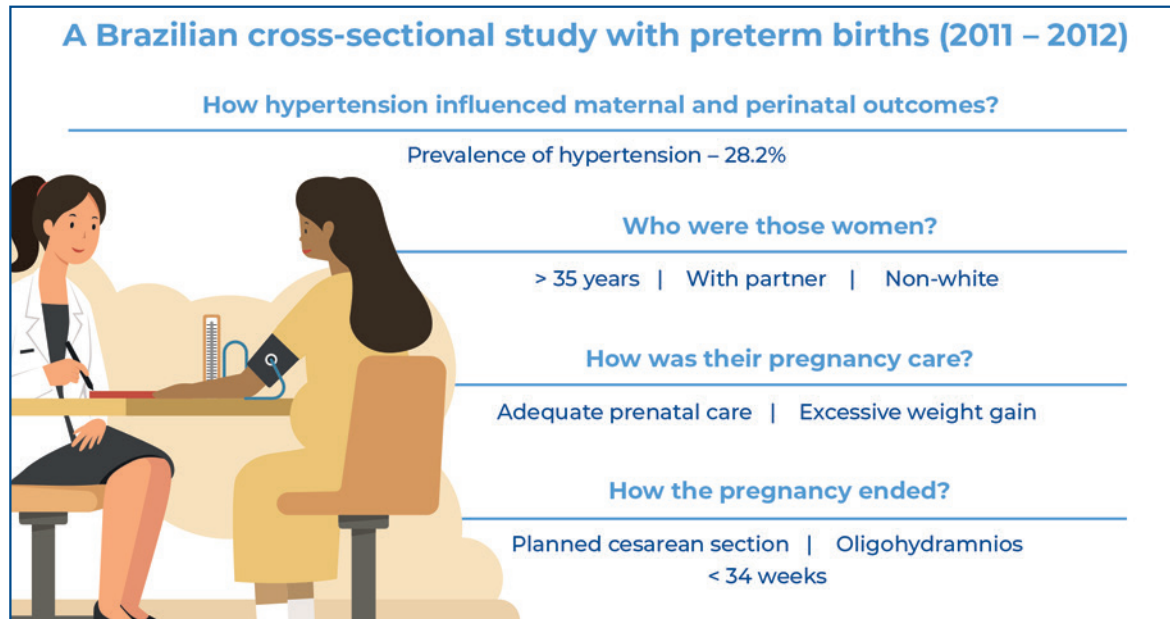 A Brazilian cross-sectional study with preterm births (2011 – 2012)
How hypertension influenced maternal and perinatal outcomes?
Prevalence of hypertension – 28.2%
Who were those women?
> 35 years | With partner | Non-white
How was their pregnancy care?
Adequate prenatal care | Excessive weight gain
How the pregnancy ended?
Planned cesarean section | Oligohydramnios
< 34 weeks